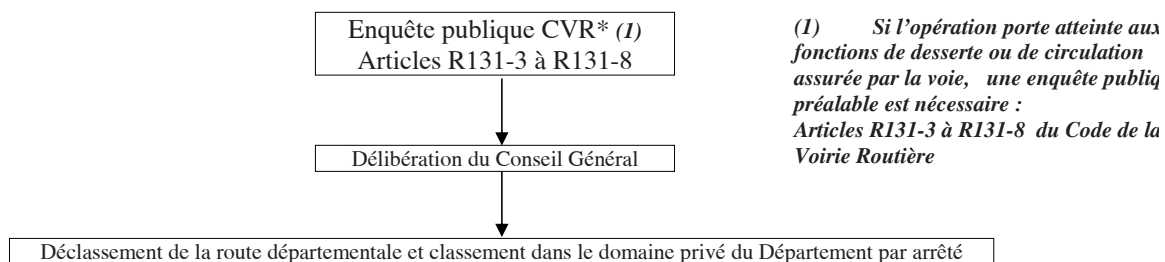 Enquête publique CVR* (1)
Articles R131-3 à R131-8
Délibération du Conseil Général
Déclassement de la route départementale et classement dans le domaine privé du Département par arrêté
(1) Si l'opération porte atteinte aux
fonctions de desserte ou de circulation
assurée par la voie, une enquête publiq
préalable est nécessaire :
Articles R131-3 à R131-8 du Code de la
Voirie Routière